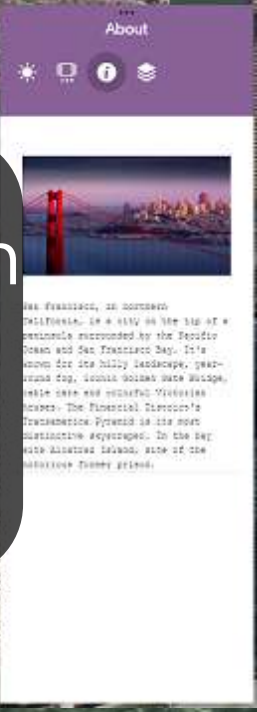 About
San Francisco, in northern
California, is a city on the tip of a
peninsula surrounded by the Pacific
Ocean and San Francisco Bay. It's
known for its hilly landscape, year-
round fog, iconic Golden Gate Bridge,
cable cars and colorful Victorian
houses. The Financial District's
Transamerica Pyramid is its most
distinctive skyscraper. In the bay
sits Alcatraz Island, site of the
notorious former prison.